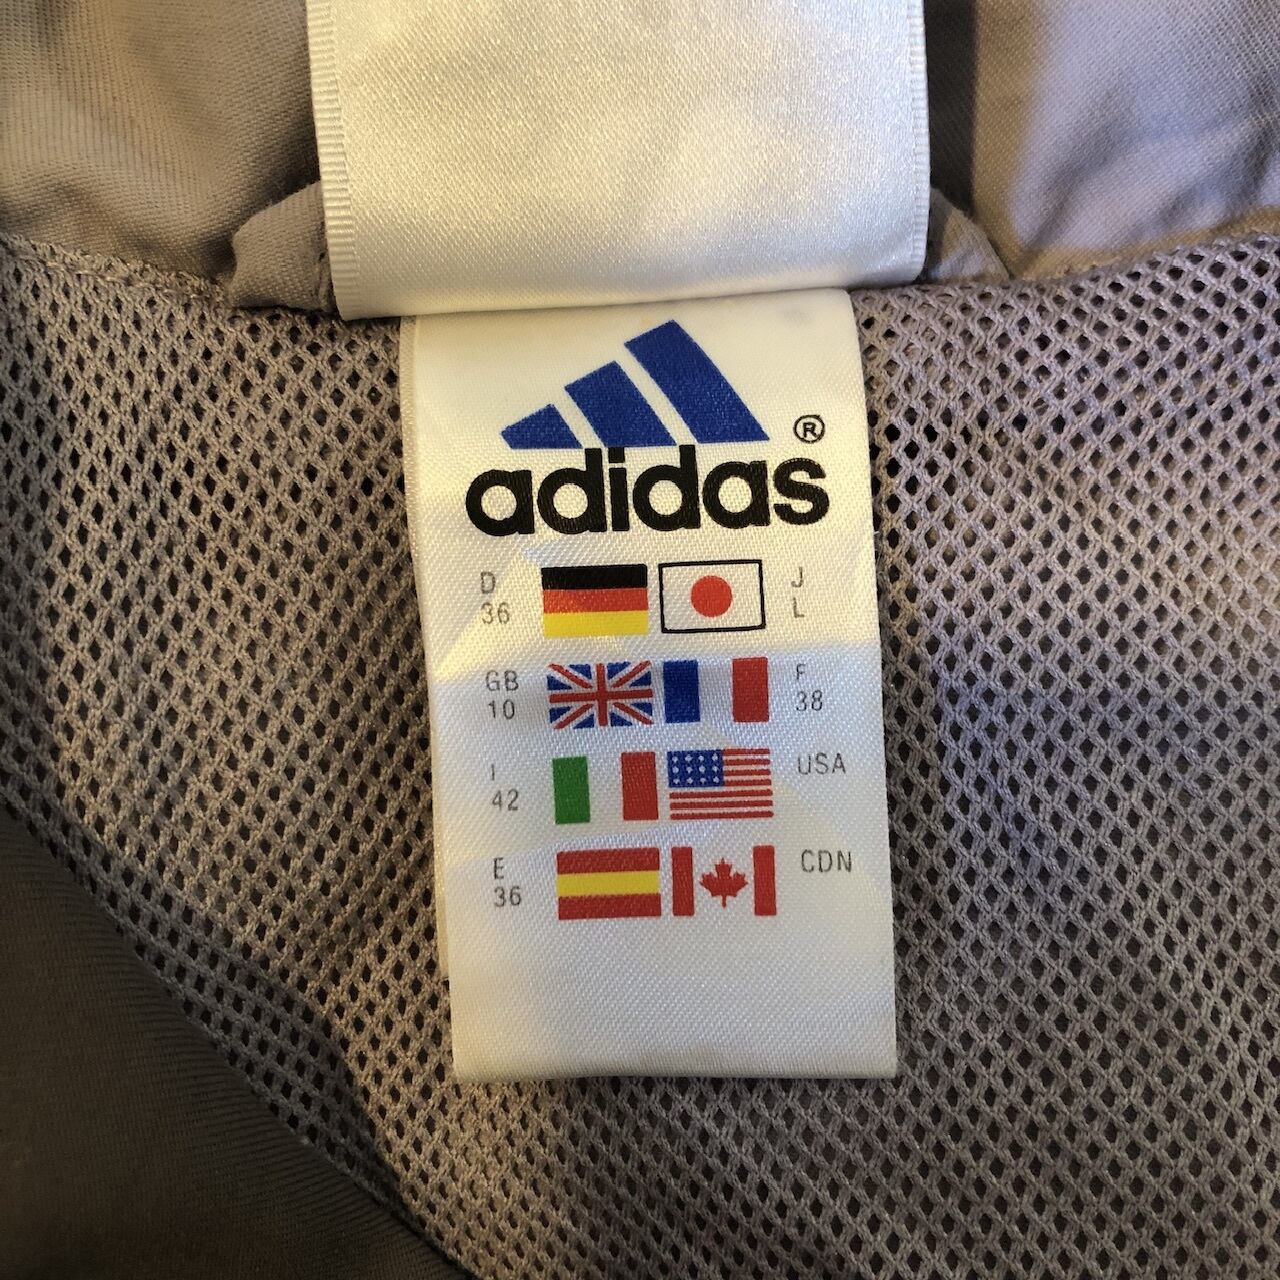 adidas ®
D J
36 L
GB F
10 38
I USA
42
E CDN
36